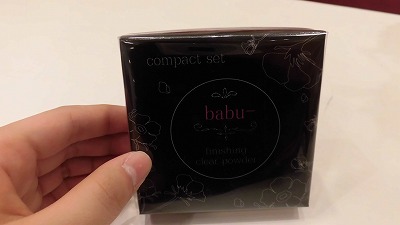 compact set
babu-
finishing
clear powder